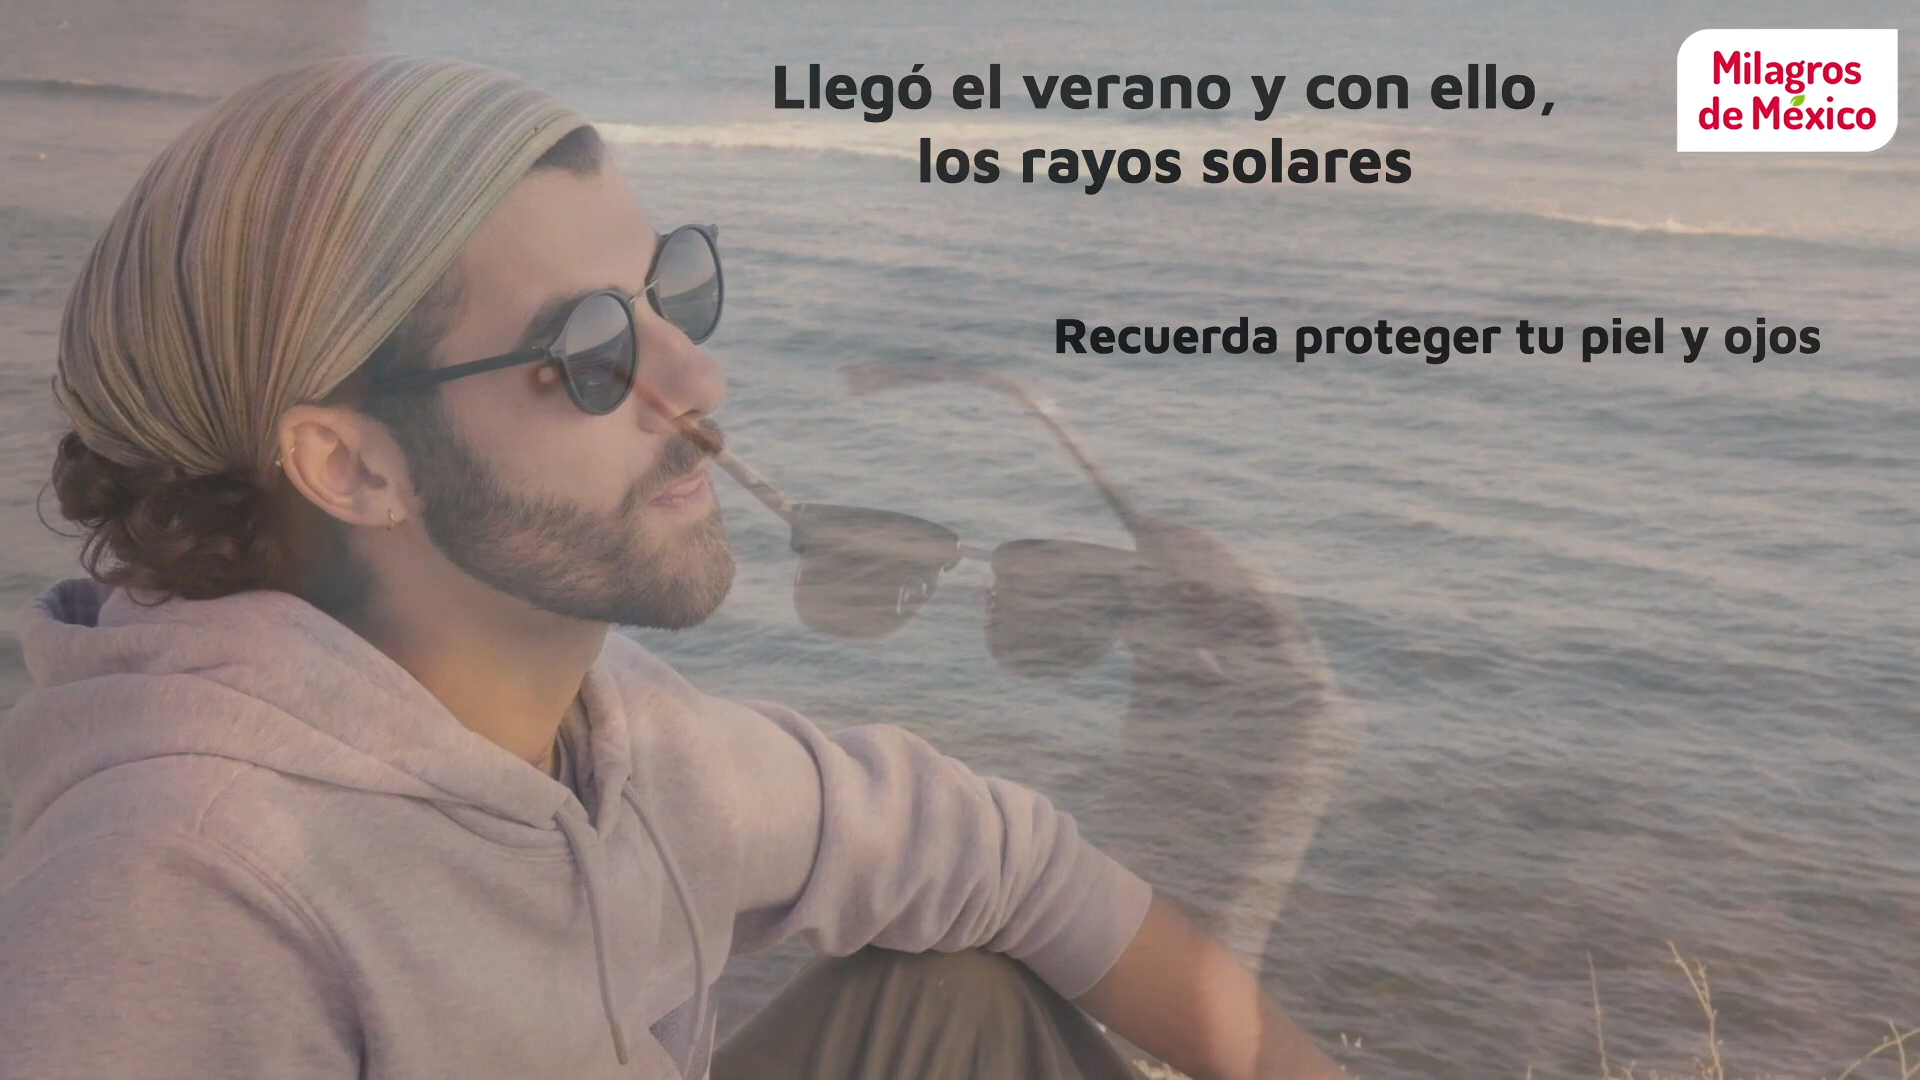 Llegó el verano y con ello,
los rayos solares
Milagros
de México
Recuerda proteger tu piel y ojos